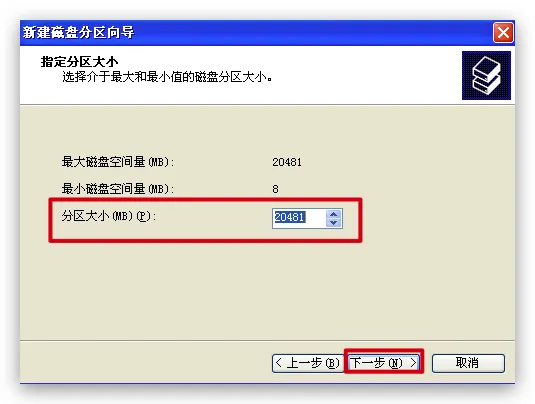 新建磁盘分区向导
指定分区大小
选择介于最大和最小值的磁盘分区大小。
最大磁盘空间量(MB): 20481
最小磁盘空间量(MB): 8
分区大小(MB)(P): 20481
< 上一步(B) 下一步(N) > 取消